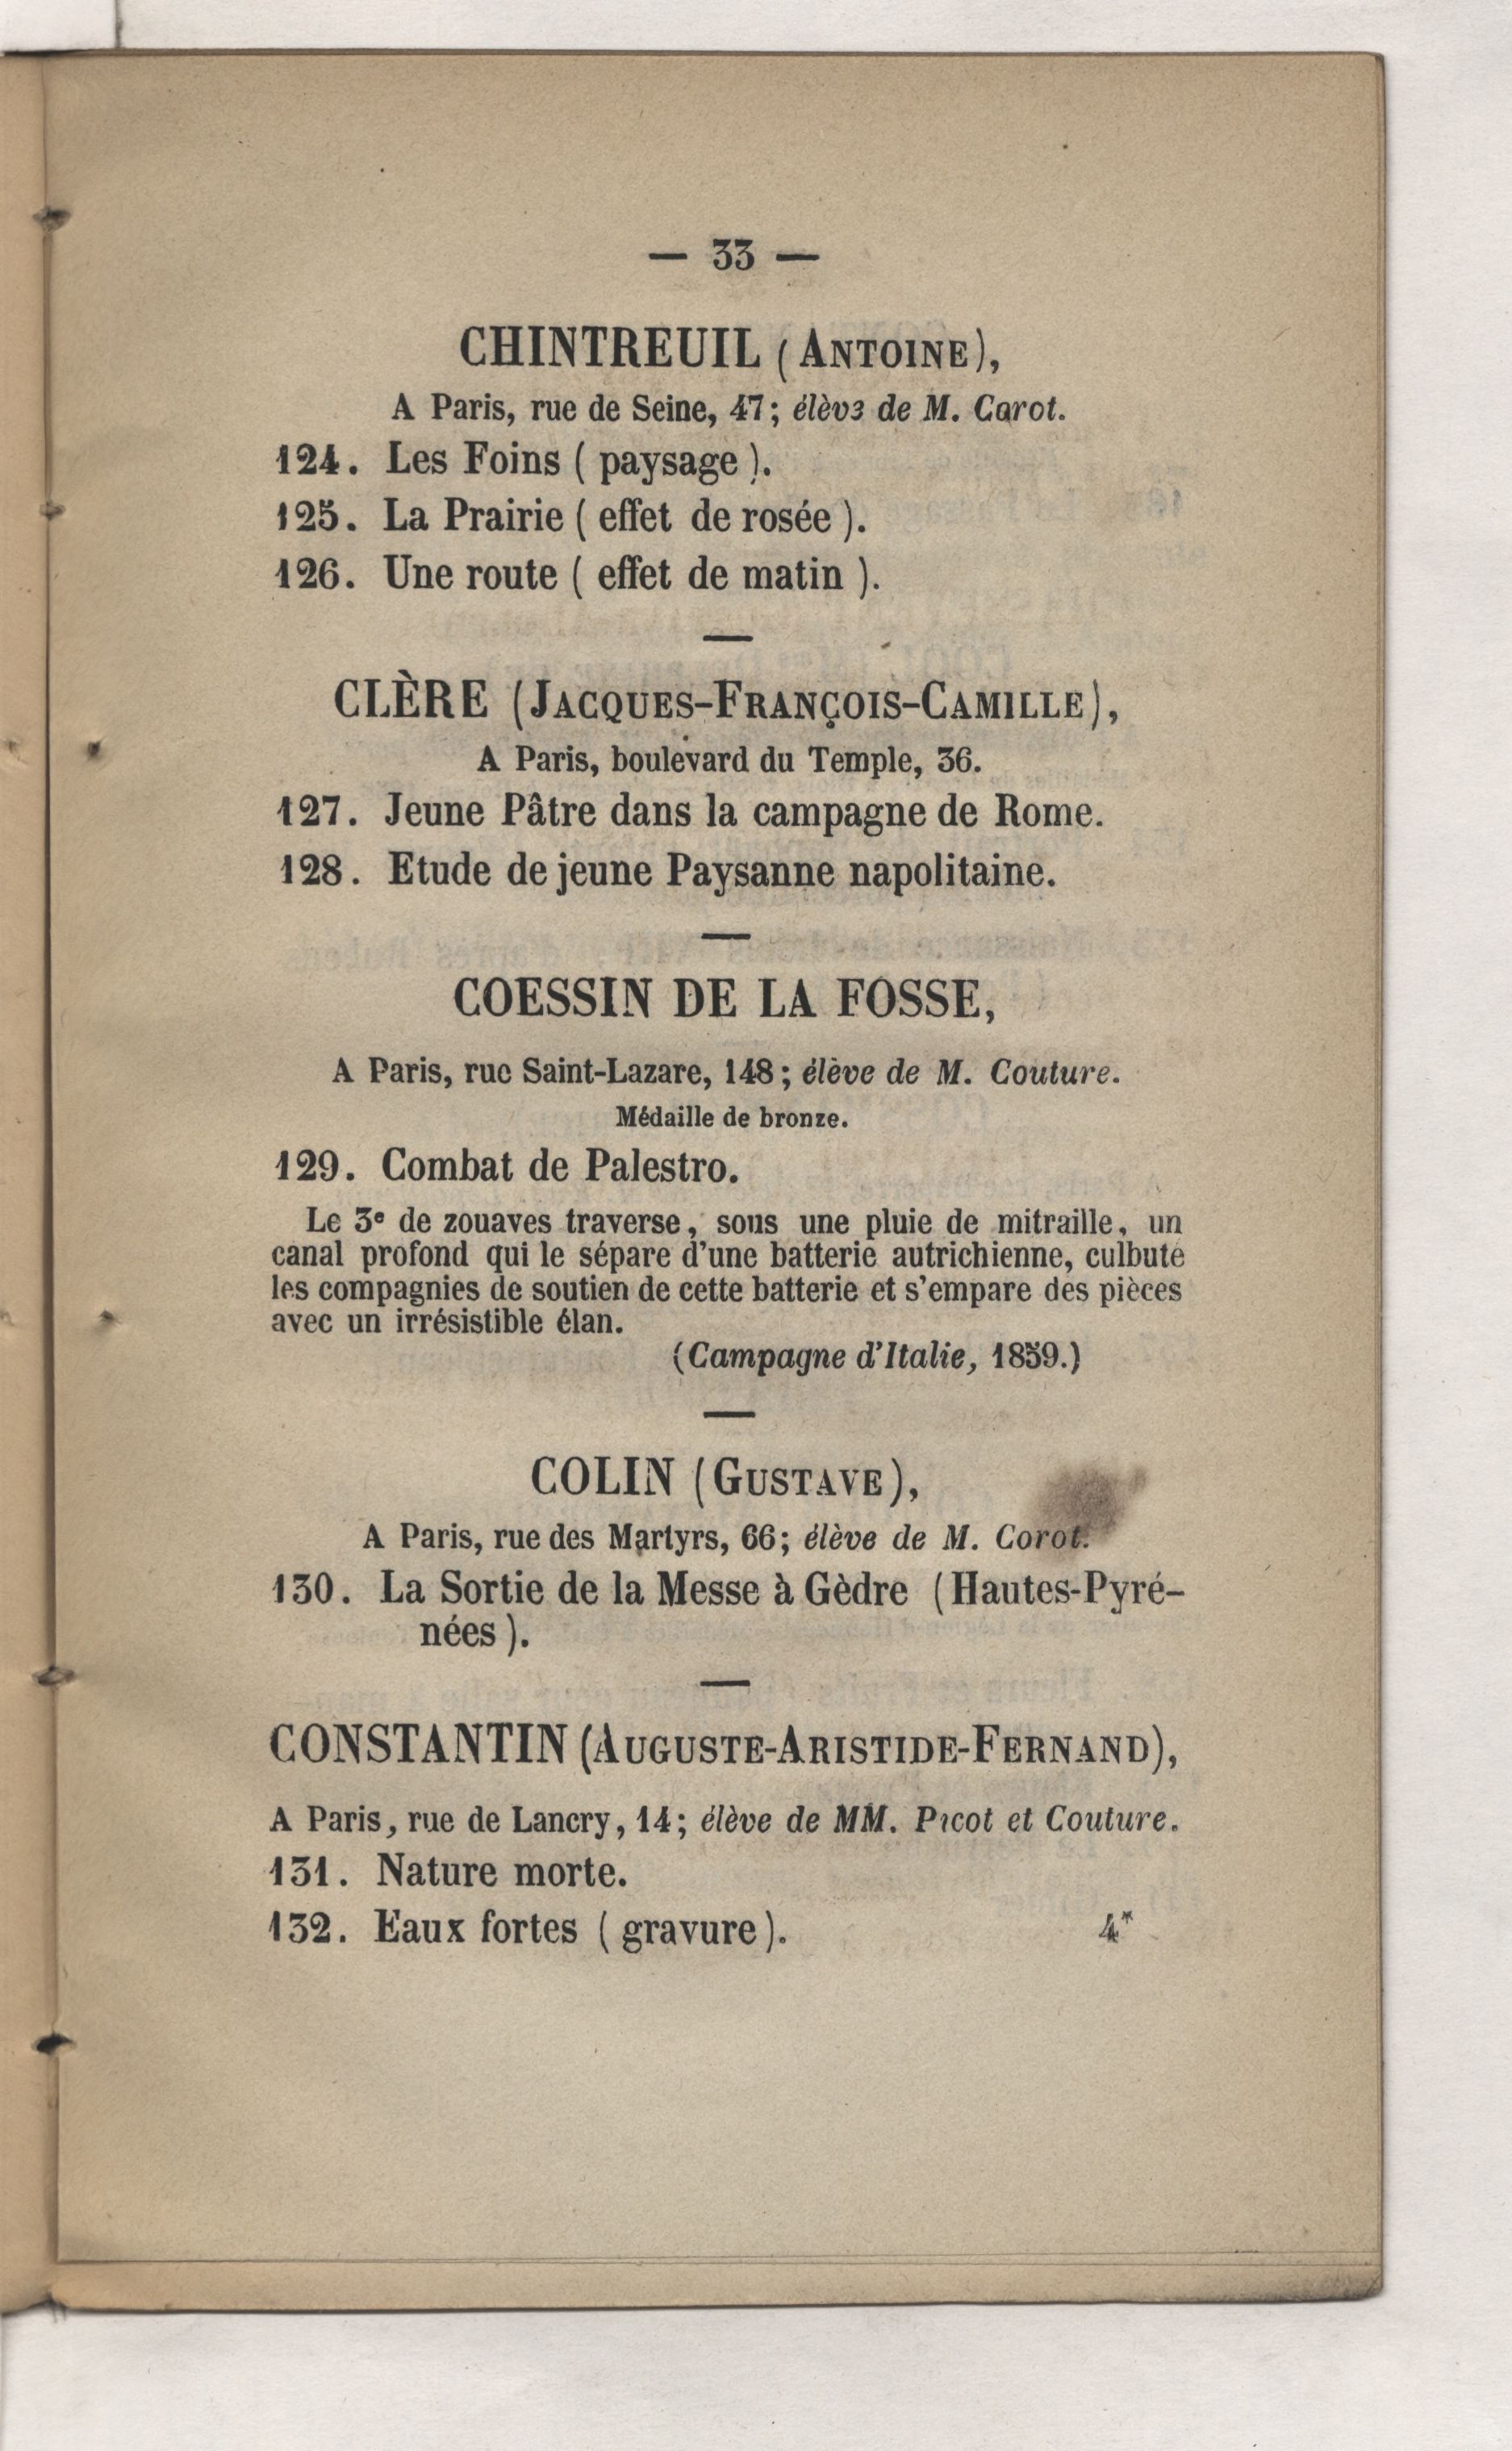 — 33 —
CHINTREUIL (ANTOINE),
A Paris, rue de Seine, 47; élève de M. Corot.
124. Les Foins ( paysage ).
125. La Prairie ( effet de rosée ).
126. Une route ( effet de matin ).
CLÈRE (JACQUES-FRANÇOIS-CAMILLE),
A Paris, boulevard du Temple, 36.
127. Jeune Pâtre dans la campagne de Rome.
128. Etude de jeune Paysanne napolitaine.
COESSIN DE LA FOSSE,
A Paris, rue Saint-Lazare, 148; élève de M. Couture.
Médaille de bronze.
129. Combat de Palestro.
Le 3e de zouaves traverse, sous une pluie de mitraille, un
canal profond qui le sépare d'une batterie autrichienne, culbute
les compagnies de soutien de cette batterie et s'empare des pièces
avec un irrésistible élan.
(Campagne d'Italie, 1859.)
COLIN (GUSTAVE),
A Paris, rue des Martyrs, 66; élève de M. Corot.
130. La Sortie de la Messe à Gèdre (Hautes-Pyré-
nées ).
CONSTANTIN (AUGUSTE-ARISTIDE-FERNAND),
A Paris, rue de Lancry, 14; élève de MM. Picot et Couture.
131. Nature morte.
132. Eaux fortes ( gravure ).
4*